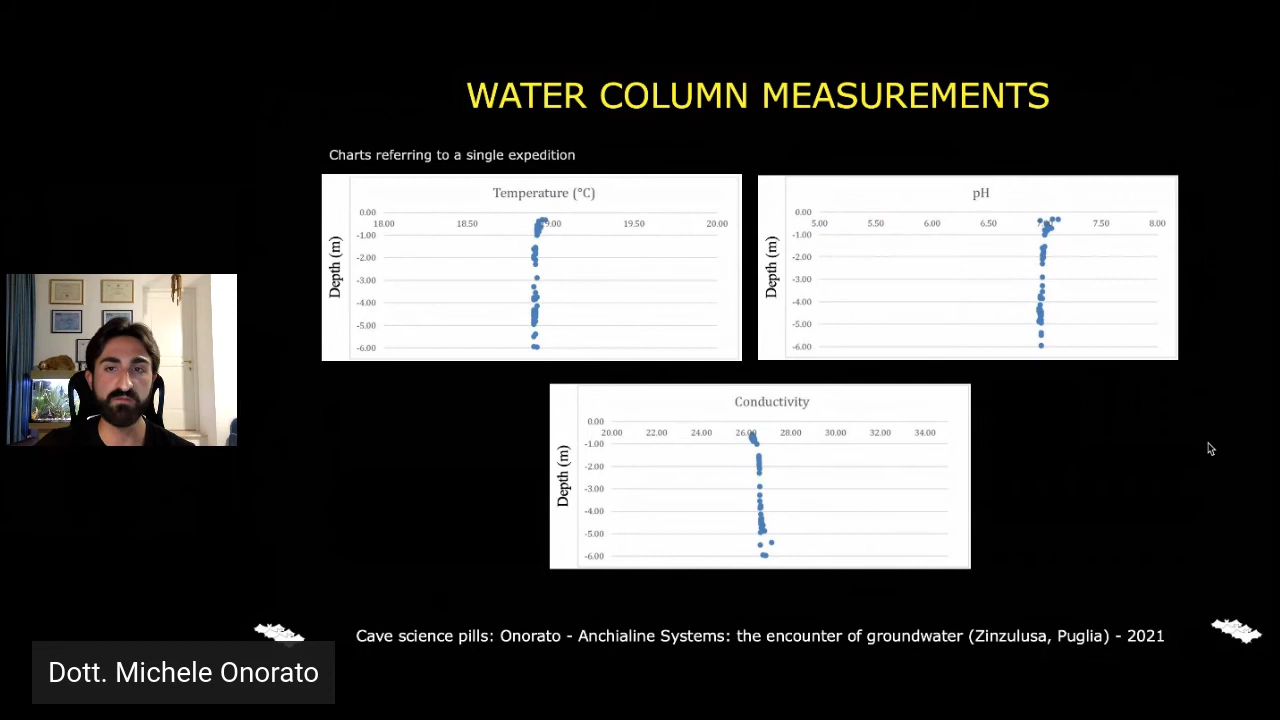 WATER COLUMN MEASUREMENTS
Charts referring to a single expedition
Temperature (°C)
0.00
18.00 18.50 19.00 19.50 20.00
-1.00
-2.00
-3.00
-4.00
-5.00
-6.00
Depth (m)
pH
0.00
5.00 5.50 6.00 6.50 7.50 8.00
-1.00
-2.00
-3.00
-4.00
-5.00
-6.00
Depth (m)
Conductivity
0.00
20.00 22.00 24.00 26.00 28.00 30.00 32.00 34.00
-1.00
-2.00
-3.00
-4.00
-5.00
-6.00
Depth (m)
Cave science pills: Onorato - Anchialine Systems: the encounter of groundwater (Zinzulusa, Puglia) - 2021
Dott. Michele Onorato